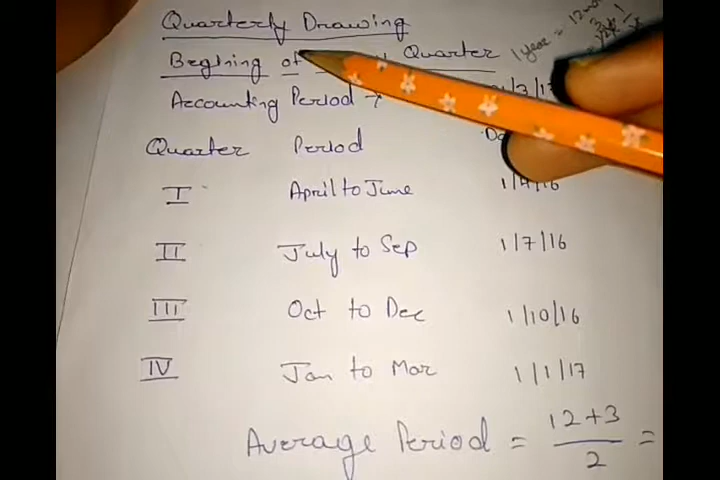 Quarterly Drawing
Begining of Quarter
1 year = 12
Accounting Period →
Quarter Period
I April to June 1/4/16
II July to Sep 1/7/16
III Oct to Dec 1/10/16
IV Jan to Mar 1/1/17
Average Period = 12+3 =
2